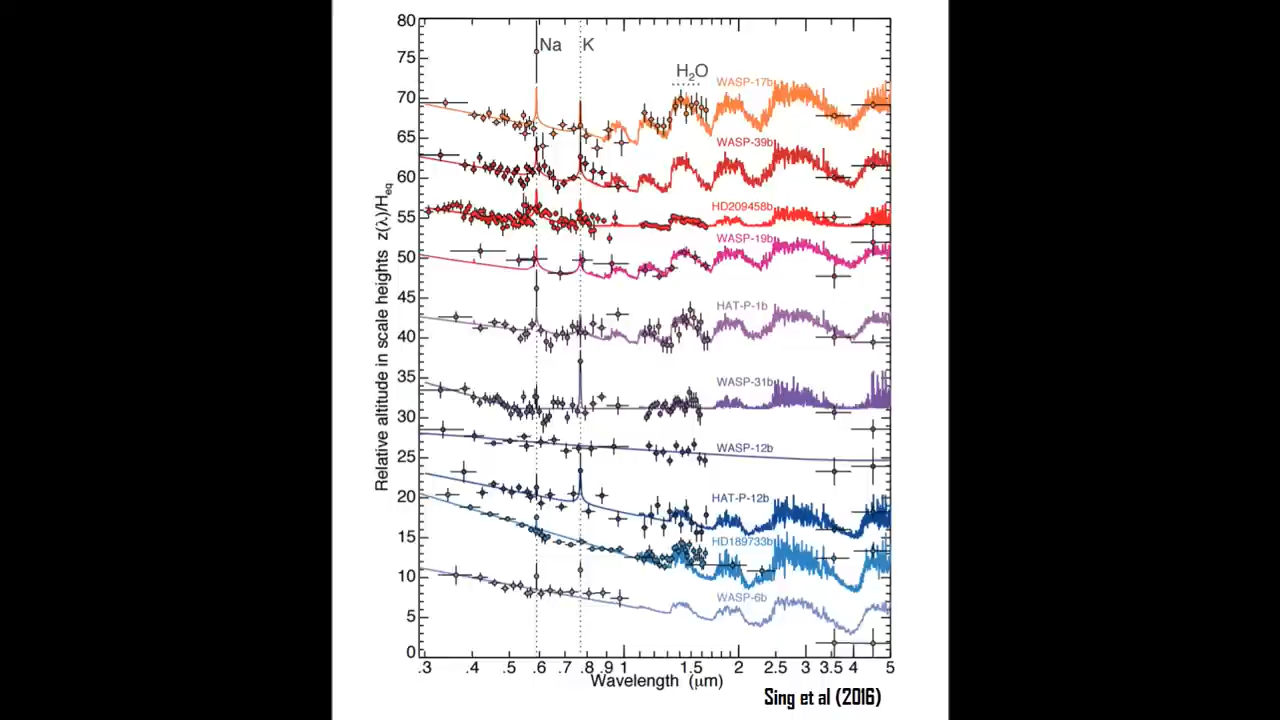 80
75
70
65
60
55
50
45
40
35
30
25
20
15
10
5
0
Relative altitude in scale heights z(λ)/Heq
Na K
H2O
WASP-17b
WASP-39b
HD209458b
WASP-19b
HAT-P-1b
WASP-31b
WASP-12b
HAT-P-12b
HD189733b
WASP-6b
.3 .4 .5 .6 .7 .8 .9 1 1.5 2 2.5 3 3.5 4 5
Wavelength (μm)
Sing et al (2016)